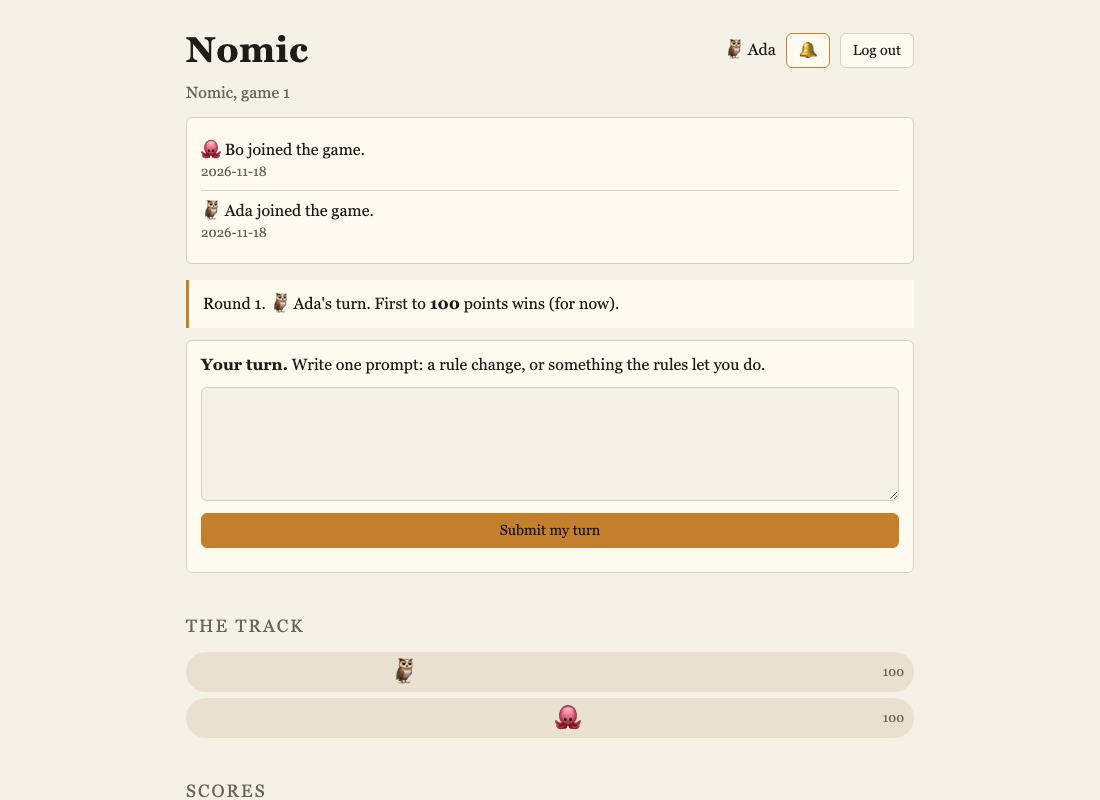 Nomic
Ada
Log out
Nomic, game 1
Bo joined the game.
2026-11-18
Ada joined the game.
2026-11-18
Round 1. Ada's turn. First to 100 points wins (for now).
Your turn. Write one prompt: a rule change, or something the rules let you do.
Submit my turn
THE TRACK
100
100
SCORES